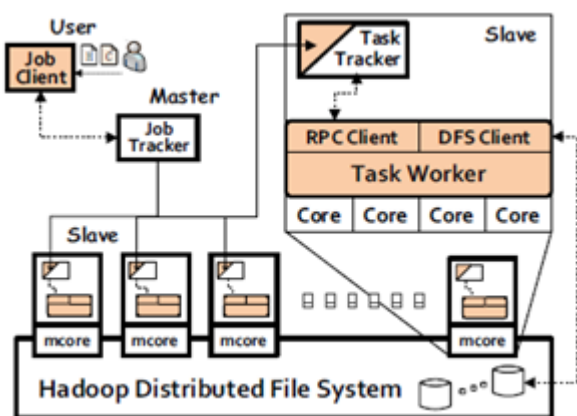 User
Job
Client
Master
Job
Tracker
Slave
Task
Tracker
Slave
RPC Client
DFS Client
Task Worker
Core
Core
Core
Core
mcore
mcore
mcore
mcore
Hadoop Distributed File System